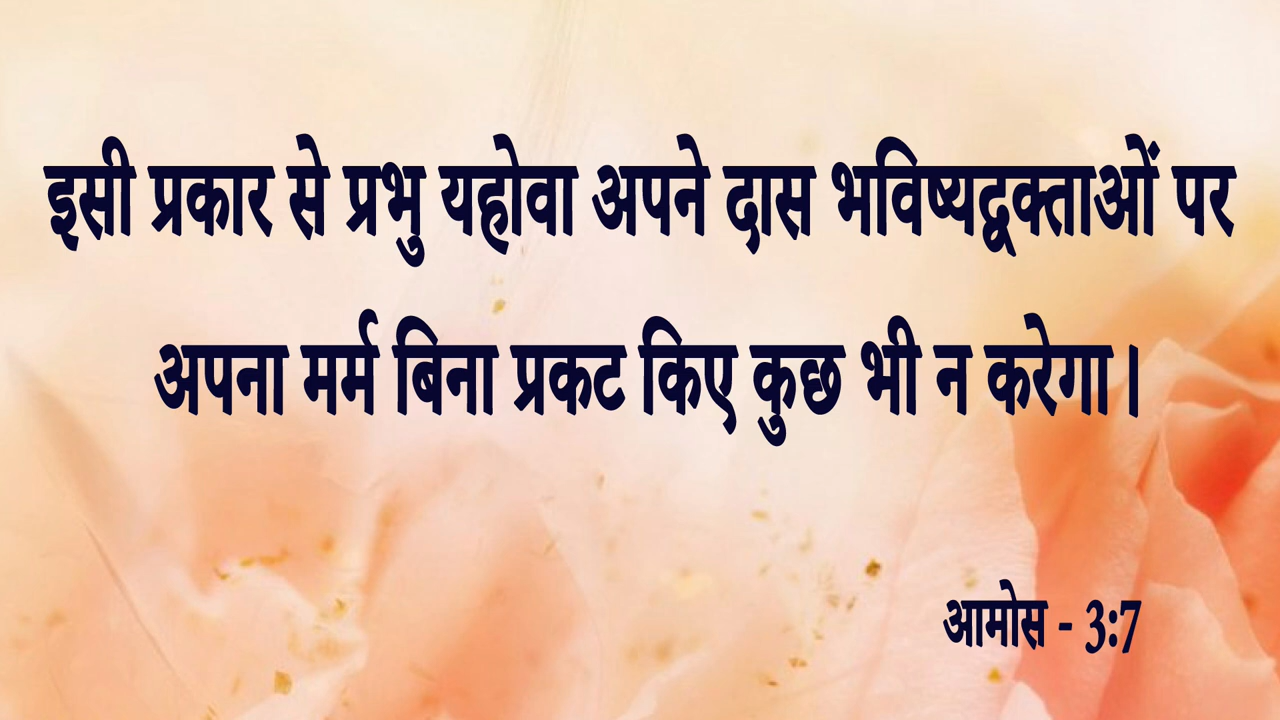 इसी प्रकार से प्रभु यहोवा अपने दास भविष्यद्वक्ताओं पर
अपना मर्म बिना प्रकट किए कुछ भी न करेगा।
आमोस - 3:7